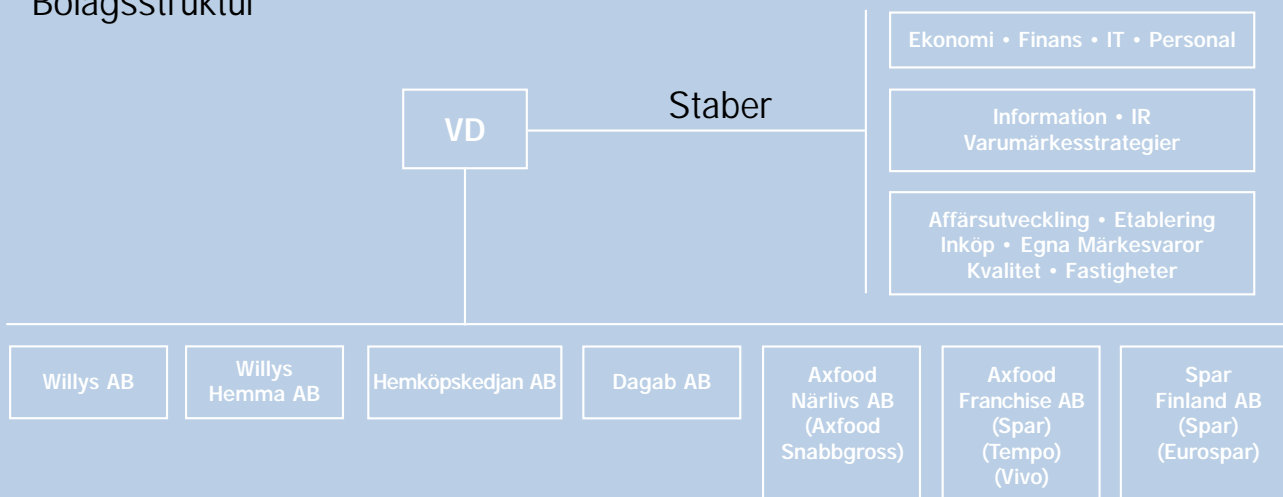 Bolagsstruktur
Ekonomi • Finans • IT • Personal
Staber
VD
Information • IR
Varumärkesstrategier
Affärsutveckling • Etablering
Inköp • Egna Märkesvaror
Kvalitet • Fastigheter
Willys AB
Willys
Hemma AB
Hemköpskedjan AB
Dagab AB
Axfood
Närlivs AB
(Axfood
Snabbgross)
Axfood
Franchise AB
(Spar)
(Tempo)
(Vivo)
Spar
Finland AB
(Spar)
(Eurospar)